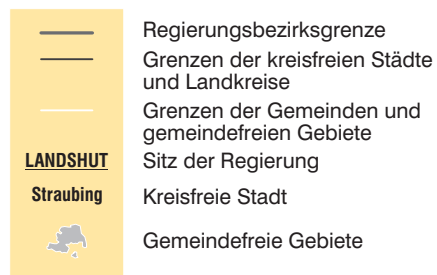 Regierungsbezirksgrenze
Grenzen der kreisfreien Städte
und Landkreise
Grenzen der Gemeinden und
gemeindefreien Gebiete
LANDSHUT Sitz der Regierung
Straubing Kreisfreie Stadt
Gemeindefreie Gebiete